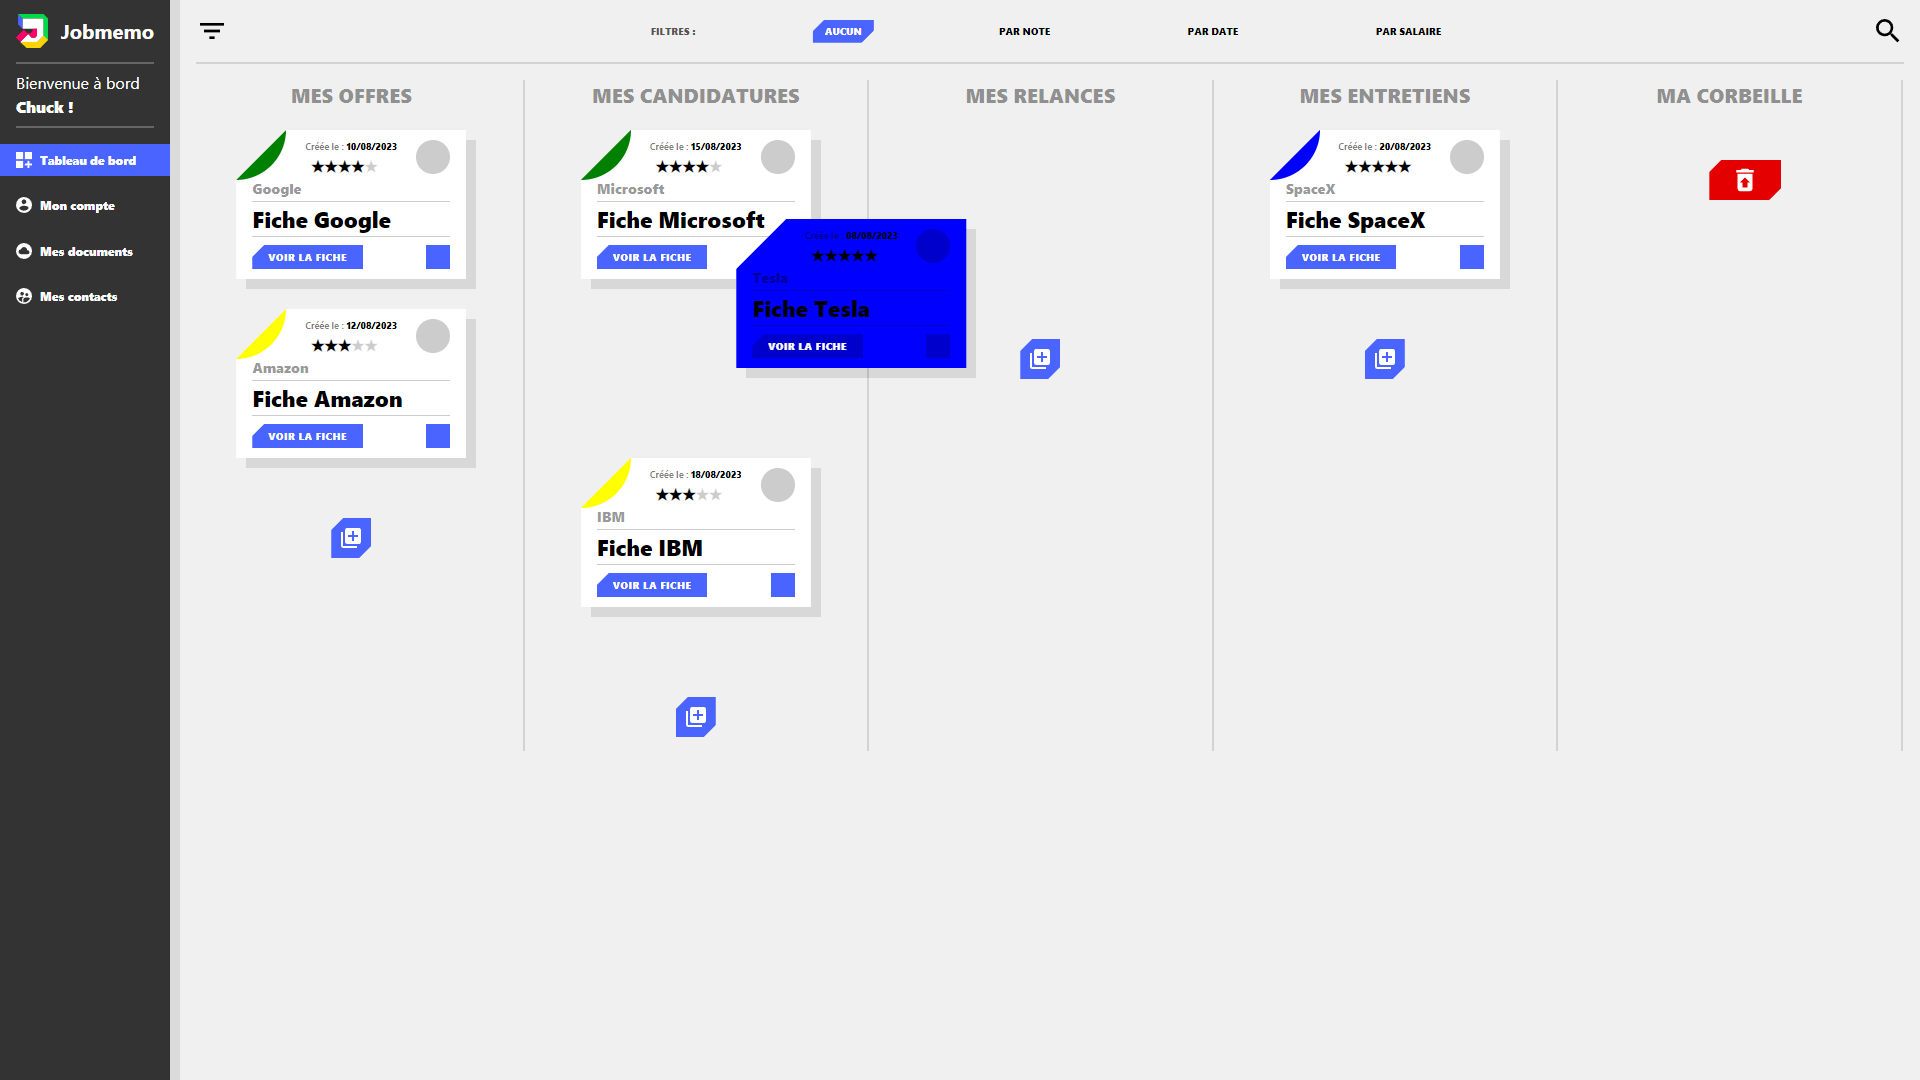 Jobmemo
Bienvenue à bord
Chuck !
Tableau de bord
Mon compte
Mes documents
Mes contacts
FILTRES :
AUCUN
PAR NOTE
PAR DATE
PAR SALAIRE
MES OFFRES
Créée le : 10/08/2023
Google
Fiche Google
VOIR LA FICHE
Créée le : 12/08/2023
Amazon
Fiche Amazon
VOIR LA FICHE
MES CANDIDATURES
Créée le : 15/08/2023
Microsoft
Fiche Microsoft
VOIR LA FICHE
Créée le : 08/08/2023
Tesla
Fiche Tesla
VOIR LA FICHE
Créée le : 18/08/2023
IBM
Fiche IBM
VOIR LA FICHE
MES RELANCES
MES ENTRETIENS
Créée le : 20/08/2023
SpaceX
Fiche SpaceX
VOIR LA FICHE
MA CORBEILLE